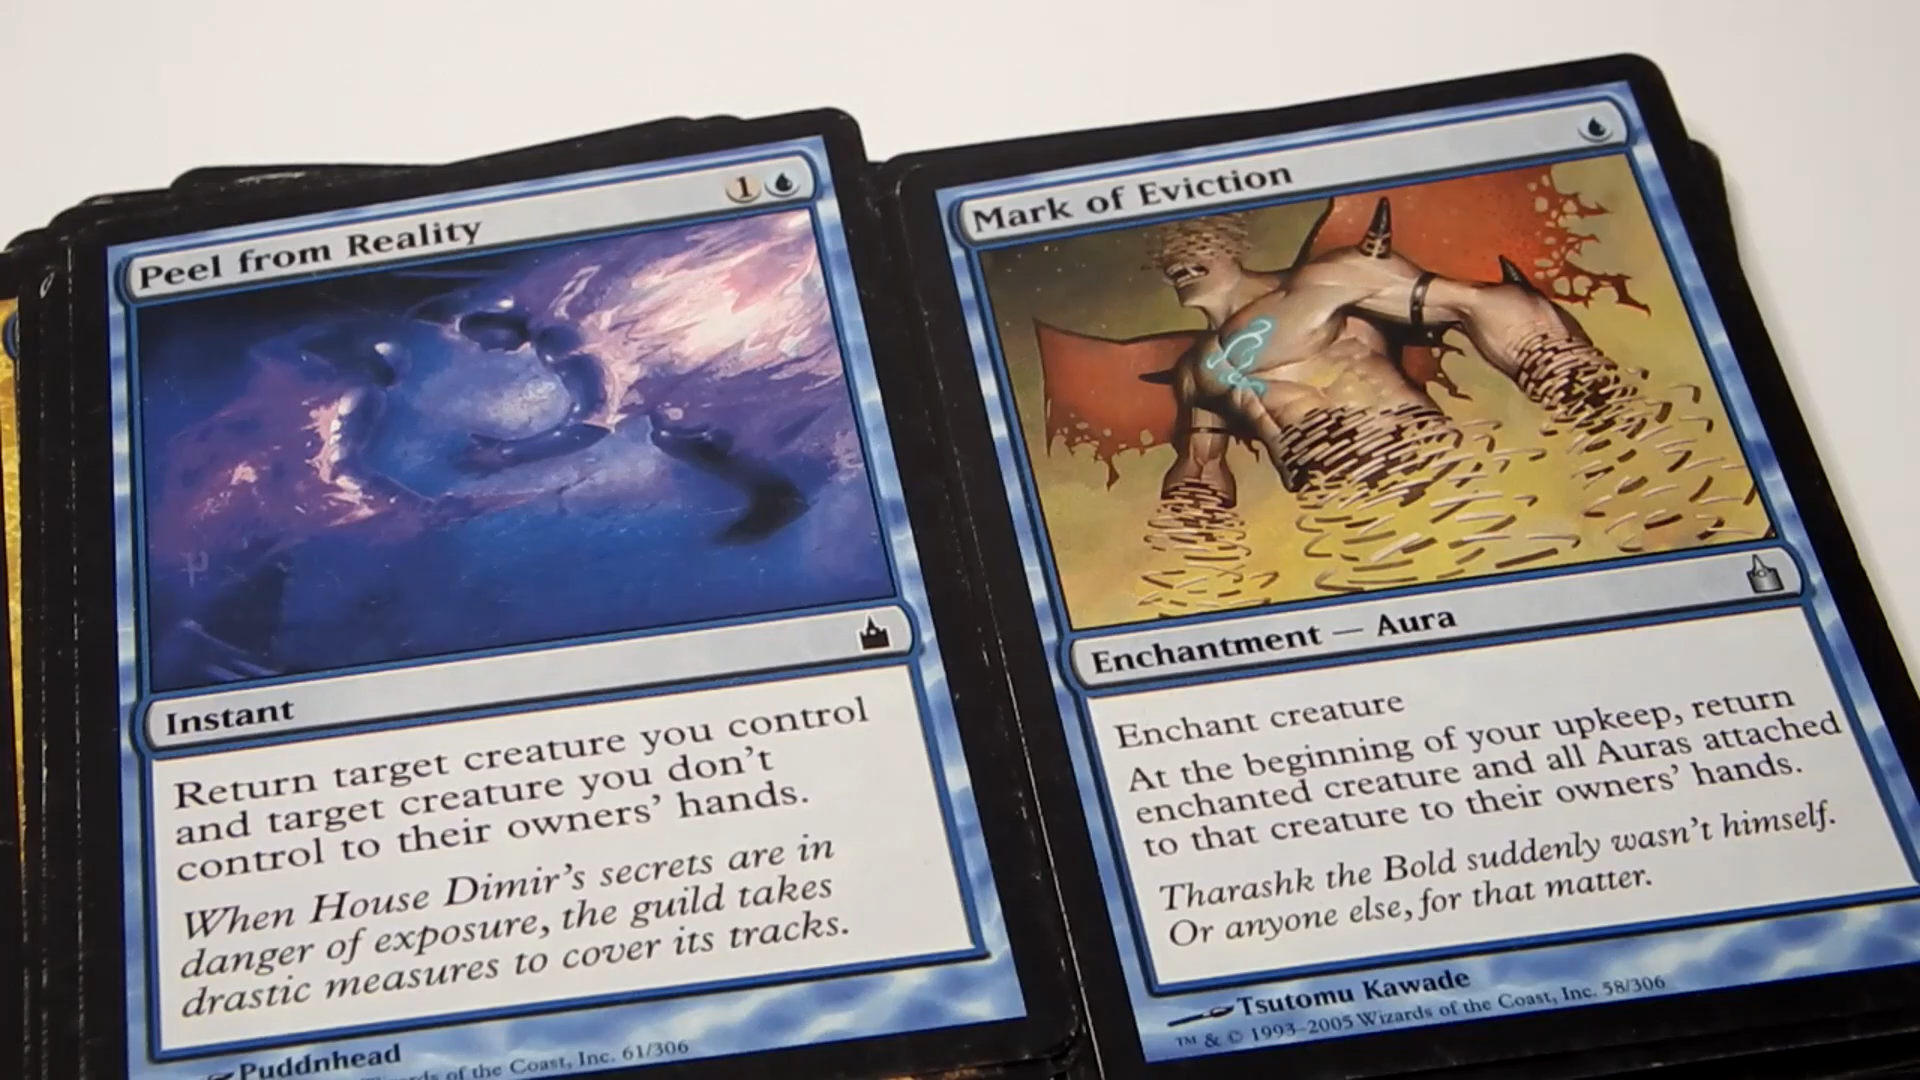 Peel from Reality
1
Instant
Return target creature you control
and target creature you don't
control to their owners' hands.
When House Dimir's secrets are in
danger of exposure, the guild takes
drastic measures to cover its tracks.
Puddnhead
of the Coast, Inc. 61/306
Mark of Eviction
Enchantment — Aura
Enchant creature
At the beginning of your upkeep, return
enchanted creature and all Auras attached
to that creature to their owners' hands.
Tharashk the Bold suddenly wasn't himself.
Or anyone else, for that matter.
Tsutomu Kawade
™ & © 1993–2005 Wizards of the Coast, Inc. 58/306